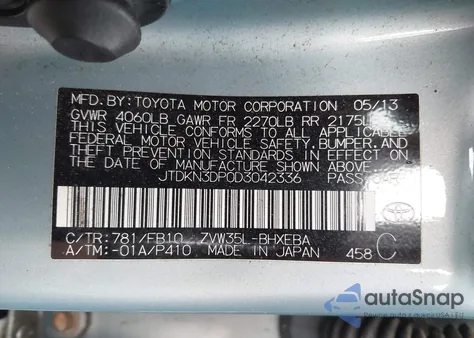 MFD. BY: TOYOTA MOTOR CORPORATION 05/13
GVWR 4060LB GAWR FR 2270LB RR 2175LB
THIS VEHICLE CONFORMS TO ALL APPLICABLE
FEDERAL MOTOR VEHICLE SAFETY, BUMPER, AND
THEFT PREVENTION STANDARDS IN EFFECT ON
THE DATE OF MANUFACTURE SHOWN ABOVE.
JTDKN3DP0D3042336 PASS. CAR
C/TR: 781/FB10 ZVW35L-BHXEBA
A/TM: -01A/P410 MADE IN JAPAN 458 C
autoSnap